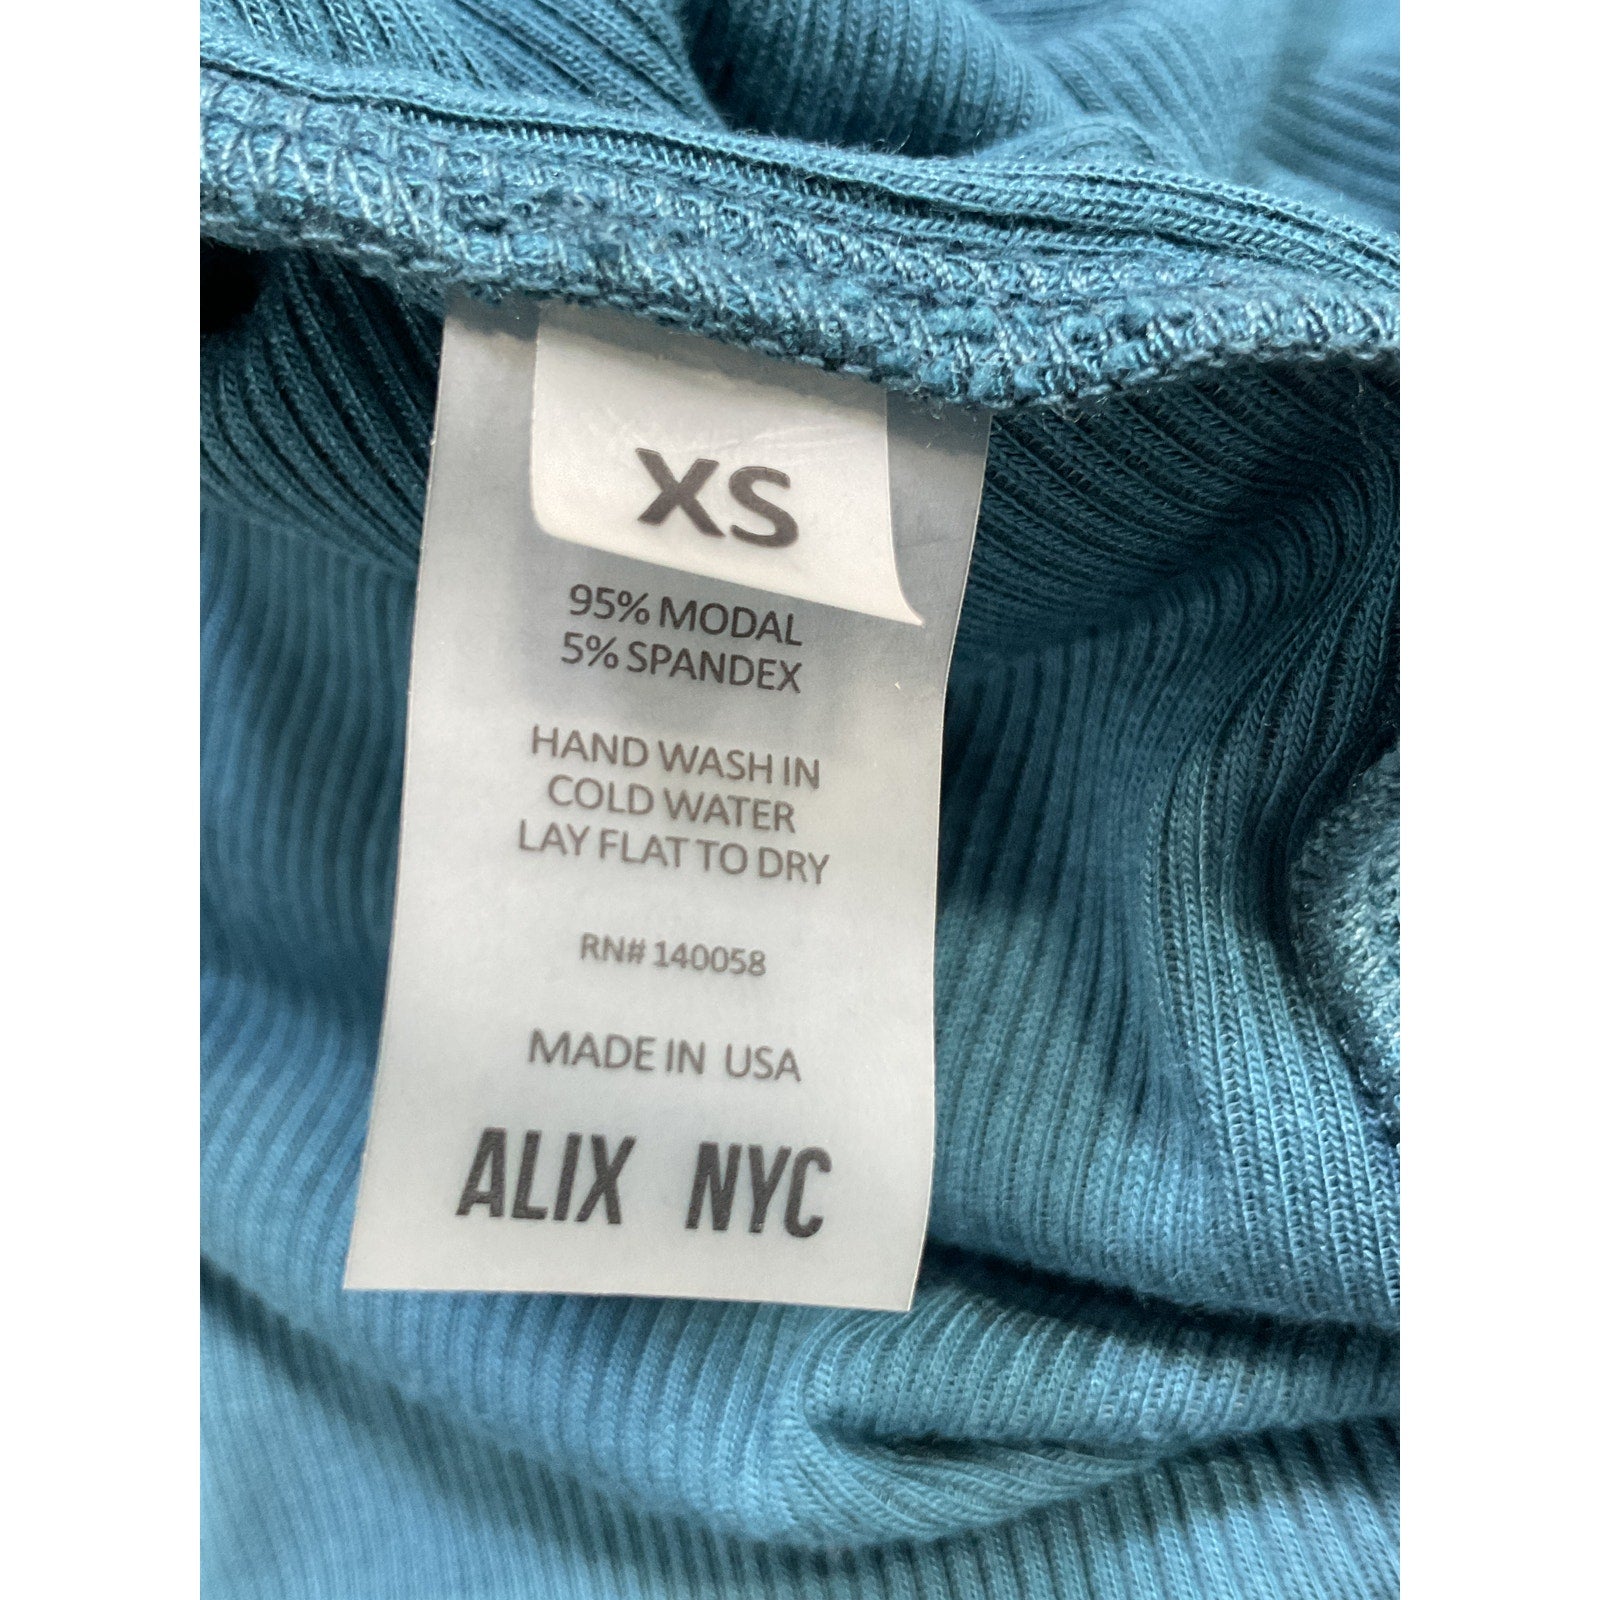 XS
95% MODAL
5% SPANDEX
HAND WASH IN
COLD WATER
LAY FLAT TO DRY
RN# 140058
MADE IN USA
ALIX NYC